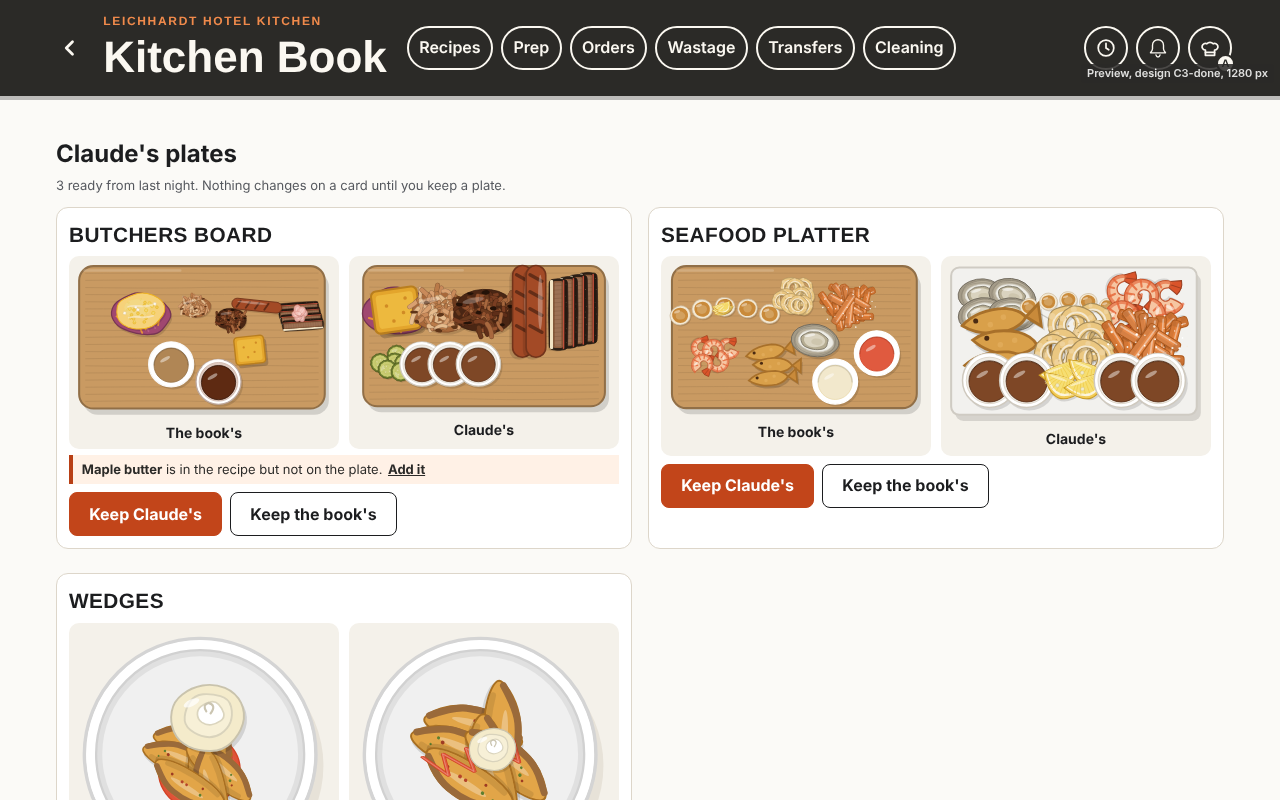 LEICHHARDT HOTEL KITCHEN
Kitchen Book
Recipes Prep Orders Wastage Transfers Cleaning
Preview, design C3-done, 1280 px
Claude's plates
3 ready from last night. Nothing changes on a card until you keep a plate.
BUTCHERS BOARD
The book's
Claude's
Maple butter is in the recipe but not on the plate. Add it
Keep Claude's
Keep the book's
SEAFOOD PLATTER
The book's
Claude's
Keep Claude's
Keep the book's
WEDGES